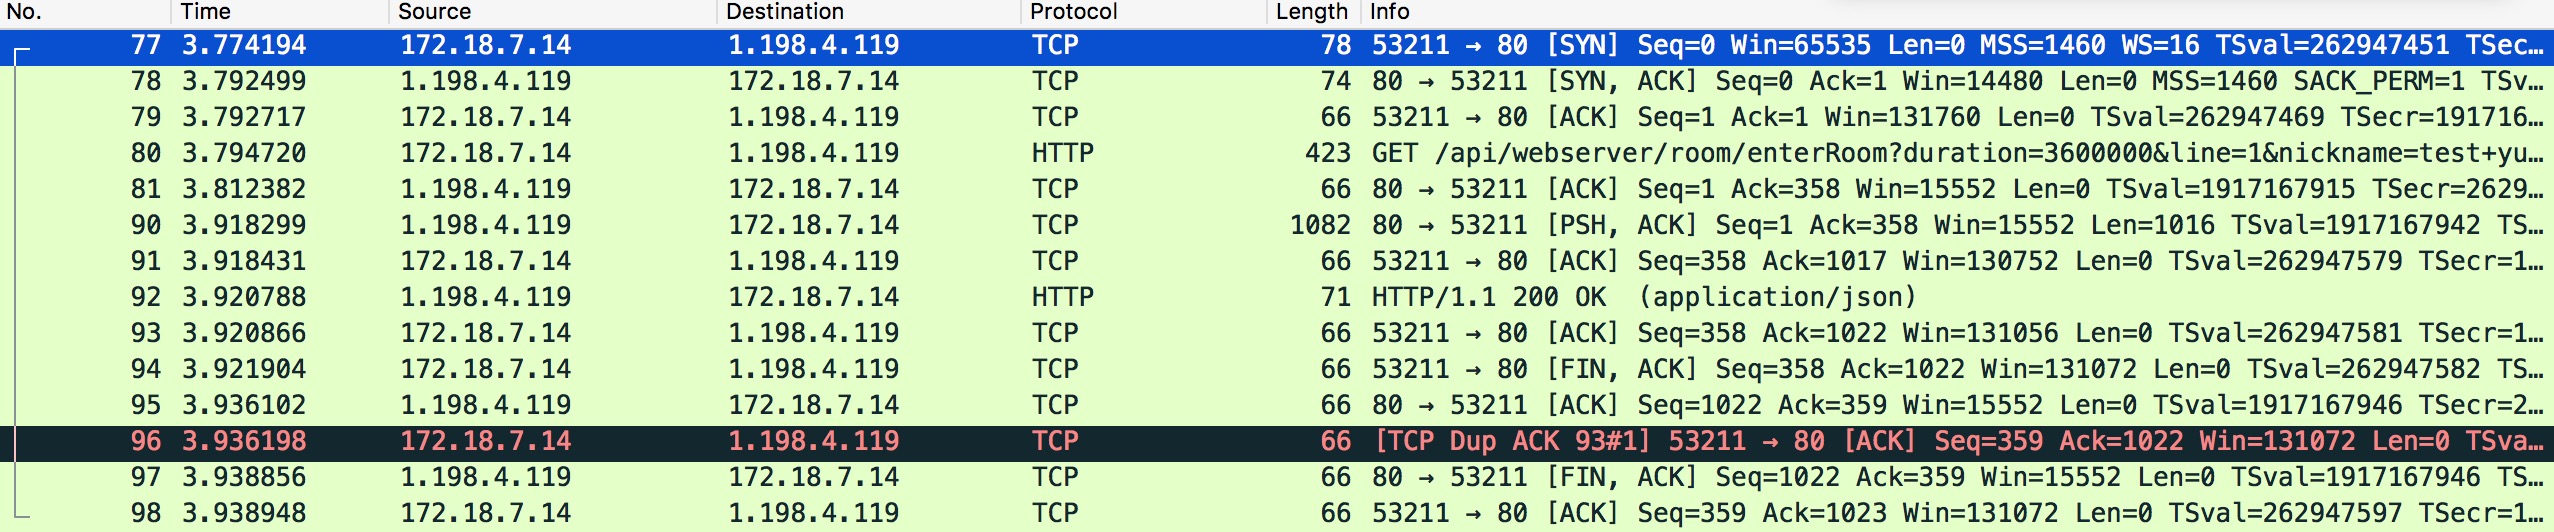 No. Time Source Destination Protocol Length Info
77 3.774194 172.18.7.14 1.198.4.119 TCP 78 53211 → 80 [SYN] Seq=0 Win=65535 Len=0 MSS=1460 WS=16 TSval=262947451 TSec…
78 3.792499 1.198.4.119 172.18.7.14 TCP 74 80 → 53211 [SYN, ACK] Seq=0 Ack=1 Win=14480 Len=0 MSS=1460 SACK_PERM=1 TSv…
79 3.792717 172.18.7.14 1.198.4.119 TCP 66 53211 → 80 [ACK] Seq=1 Ack=1 Win=131760 Len=0 TSval=262947469 TSecr=191716…
80 3.794720 172.18.7.14 1.198.4.119 HTTP 423 GET /api/webserver/room/enterRoom?duration=3600000&line=1&nickname=test+yu…
81 3.812382 1.198.4.119 172.18.7.14 TCP 66 80 → 53211 [ACK] Seq=1 Ack=358 Win=15552 Len=0 TSval=1917167915 TSecr=2629…
90 3.918299 1.198.4.119 172.18.7.14 TCP 1082 80 → 53211 [PSH, ACK] Seq=1 Ack=358 Win=15552 Len=1016 TSval=1917167942 TS…
91 3.918431 172.18.7.14 1.198.4.119 TCP 66 53211 → 80 [ACK] Seq=358 Ack=1017 Win=130752 Len=0 TSval=262947579 TSecr=1…
92 3.920788 1.198.4.119 172.18.7.14 HTTP 71 HTTP/1.1 200 OK (application/json)
93 3.920866 172.18.7.14 1.198.4.119 TCP 66 53211 → 80 [ACK] Seq=358 Ack=1022 Win=131056 Len=0 TSval=262947581 TSecr=1…
94 3.921904 172.18.7.14 1.198.4.119 TCP 66 53211 → 80 [FIN, ACK] Seq=358 Ack=1022 Win=131072 Len=0 TSval=262947582 TS…
95 3.936102 1.198.4.119 172.18.7.14 TCP 66 80 → 53211 [ACK] Seq=1022 Ack=359 Win=15552 Len=0 TSval=1917167946 TSecr=2…
96 3.936198 172.18.7.14 1.198.4.119 TCP 66 [TCP Dup ACK 93#1] 53211 → 80 [ACK] Seq=359 Ack=1022 Win=131072 Len=0 TSva…
97 3.938856 1.198.4.119 172.18.7.14 TCP 66 80 → 53211 [FIN, ACK] Seq=1022 Ack=359 Win=15552 Len=0 TSval=1917167946 TS…
98 3.938948 172.18.7.14 1.198.4.119 TCP 66 53211 → 80 [ACK] Seq=359 Ack=1023 Win=131072 Len=0 TSval=262947597 TSecr=1…